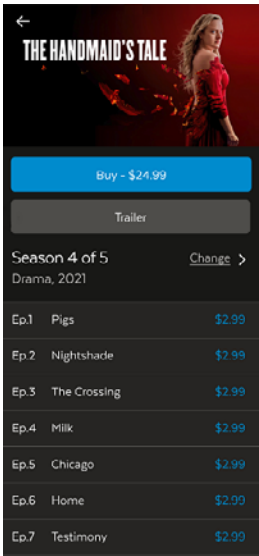 THE HANDMAID'S TALE
Buy - $24.99
Trailer
Season 4 of 5 Change
Drama, 2021
Ep.1 Pigs $2.99
Ep.2 Nightshade $2.99
Ep.3 The Crossing $2.99
Ep.4 Milk $2.99
Ep.5 Chicago $2.99
Ep.6 Home $2.99
Ep.7 Testimony $2.99